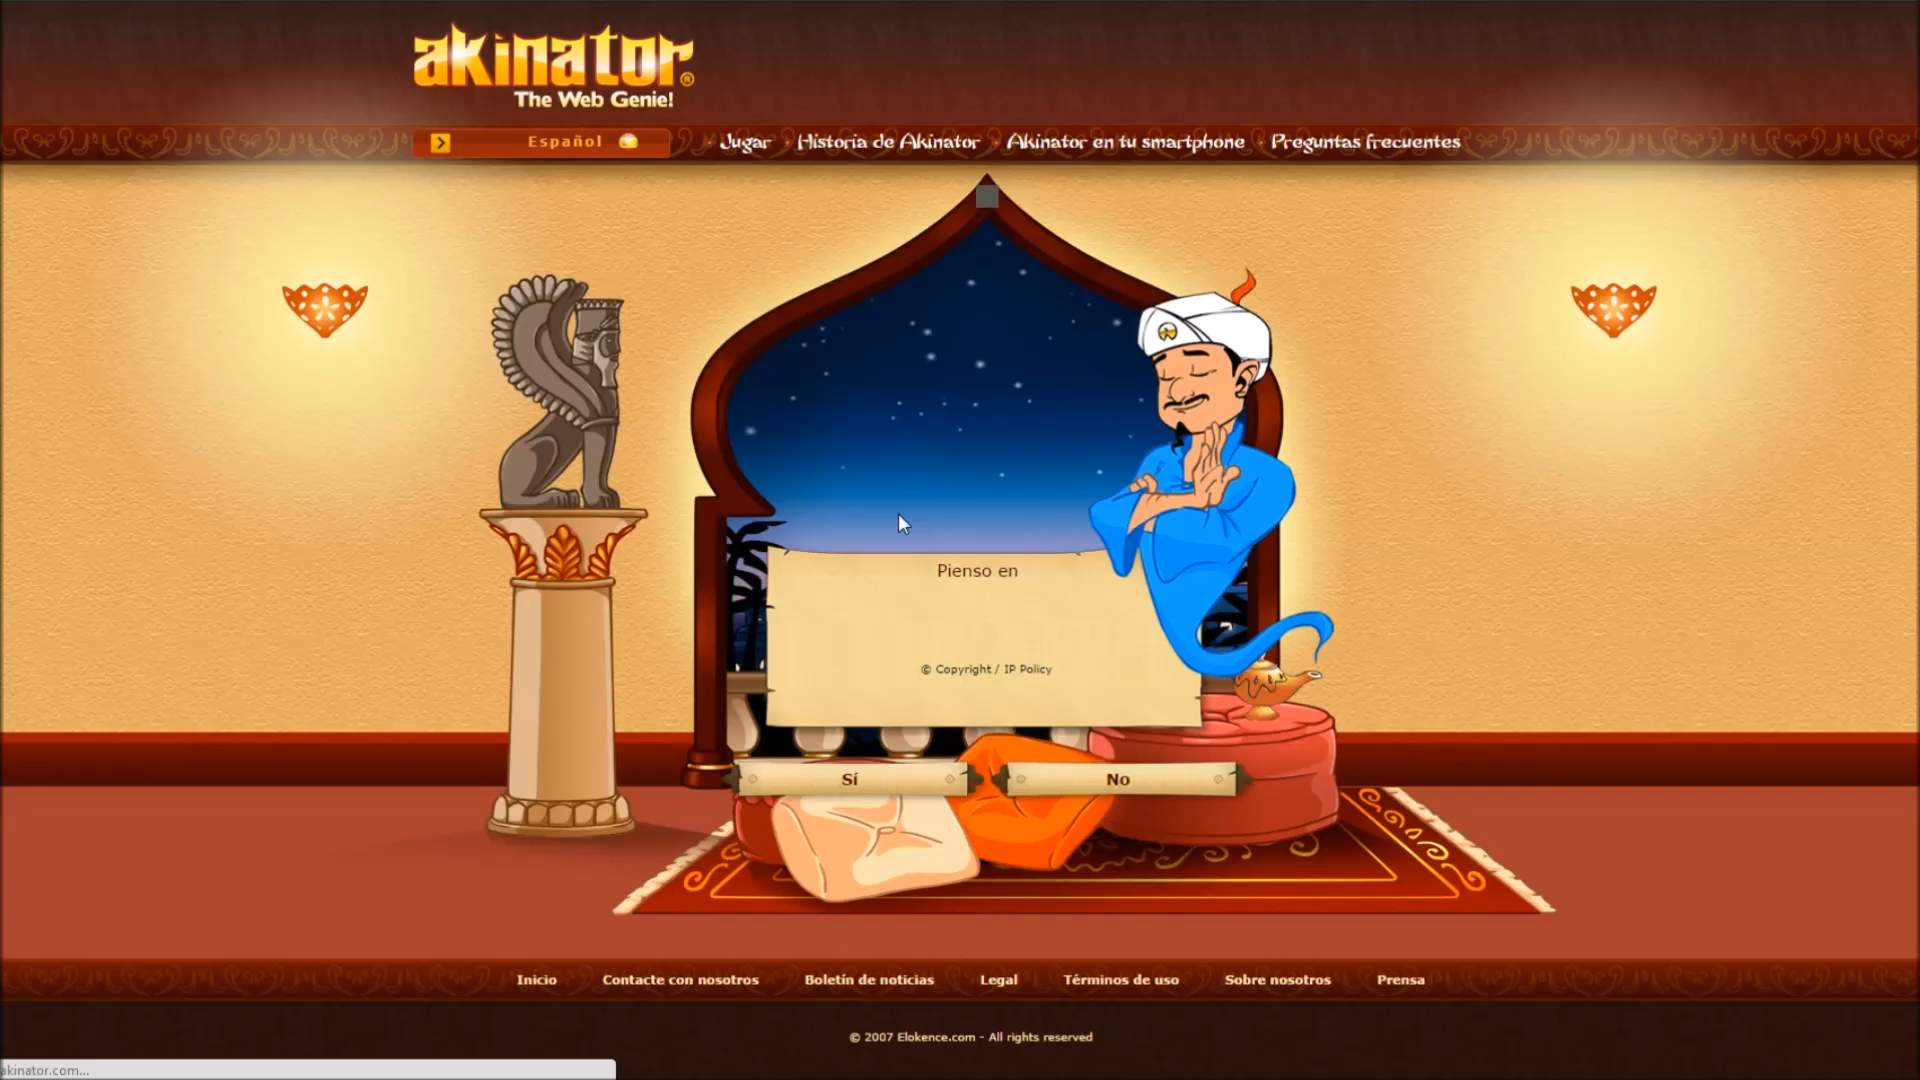 akinator®
The Web Genie!
Español
Jugar
Historia de Akinator
Akinator en tu smartphone
Preguntas frecuentes
Pienso en
© Copyright / IP Policy
Sí
No
Inicio
Contacte con nosotros
Boletín de noticias
Legal
Términos de uso
Sobre nosotros
Prensa
© 2007 Elokence.com - All rights reserved
akinator.com...